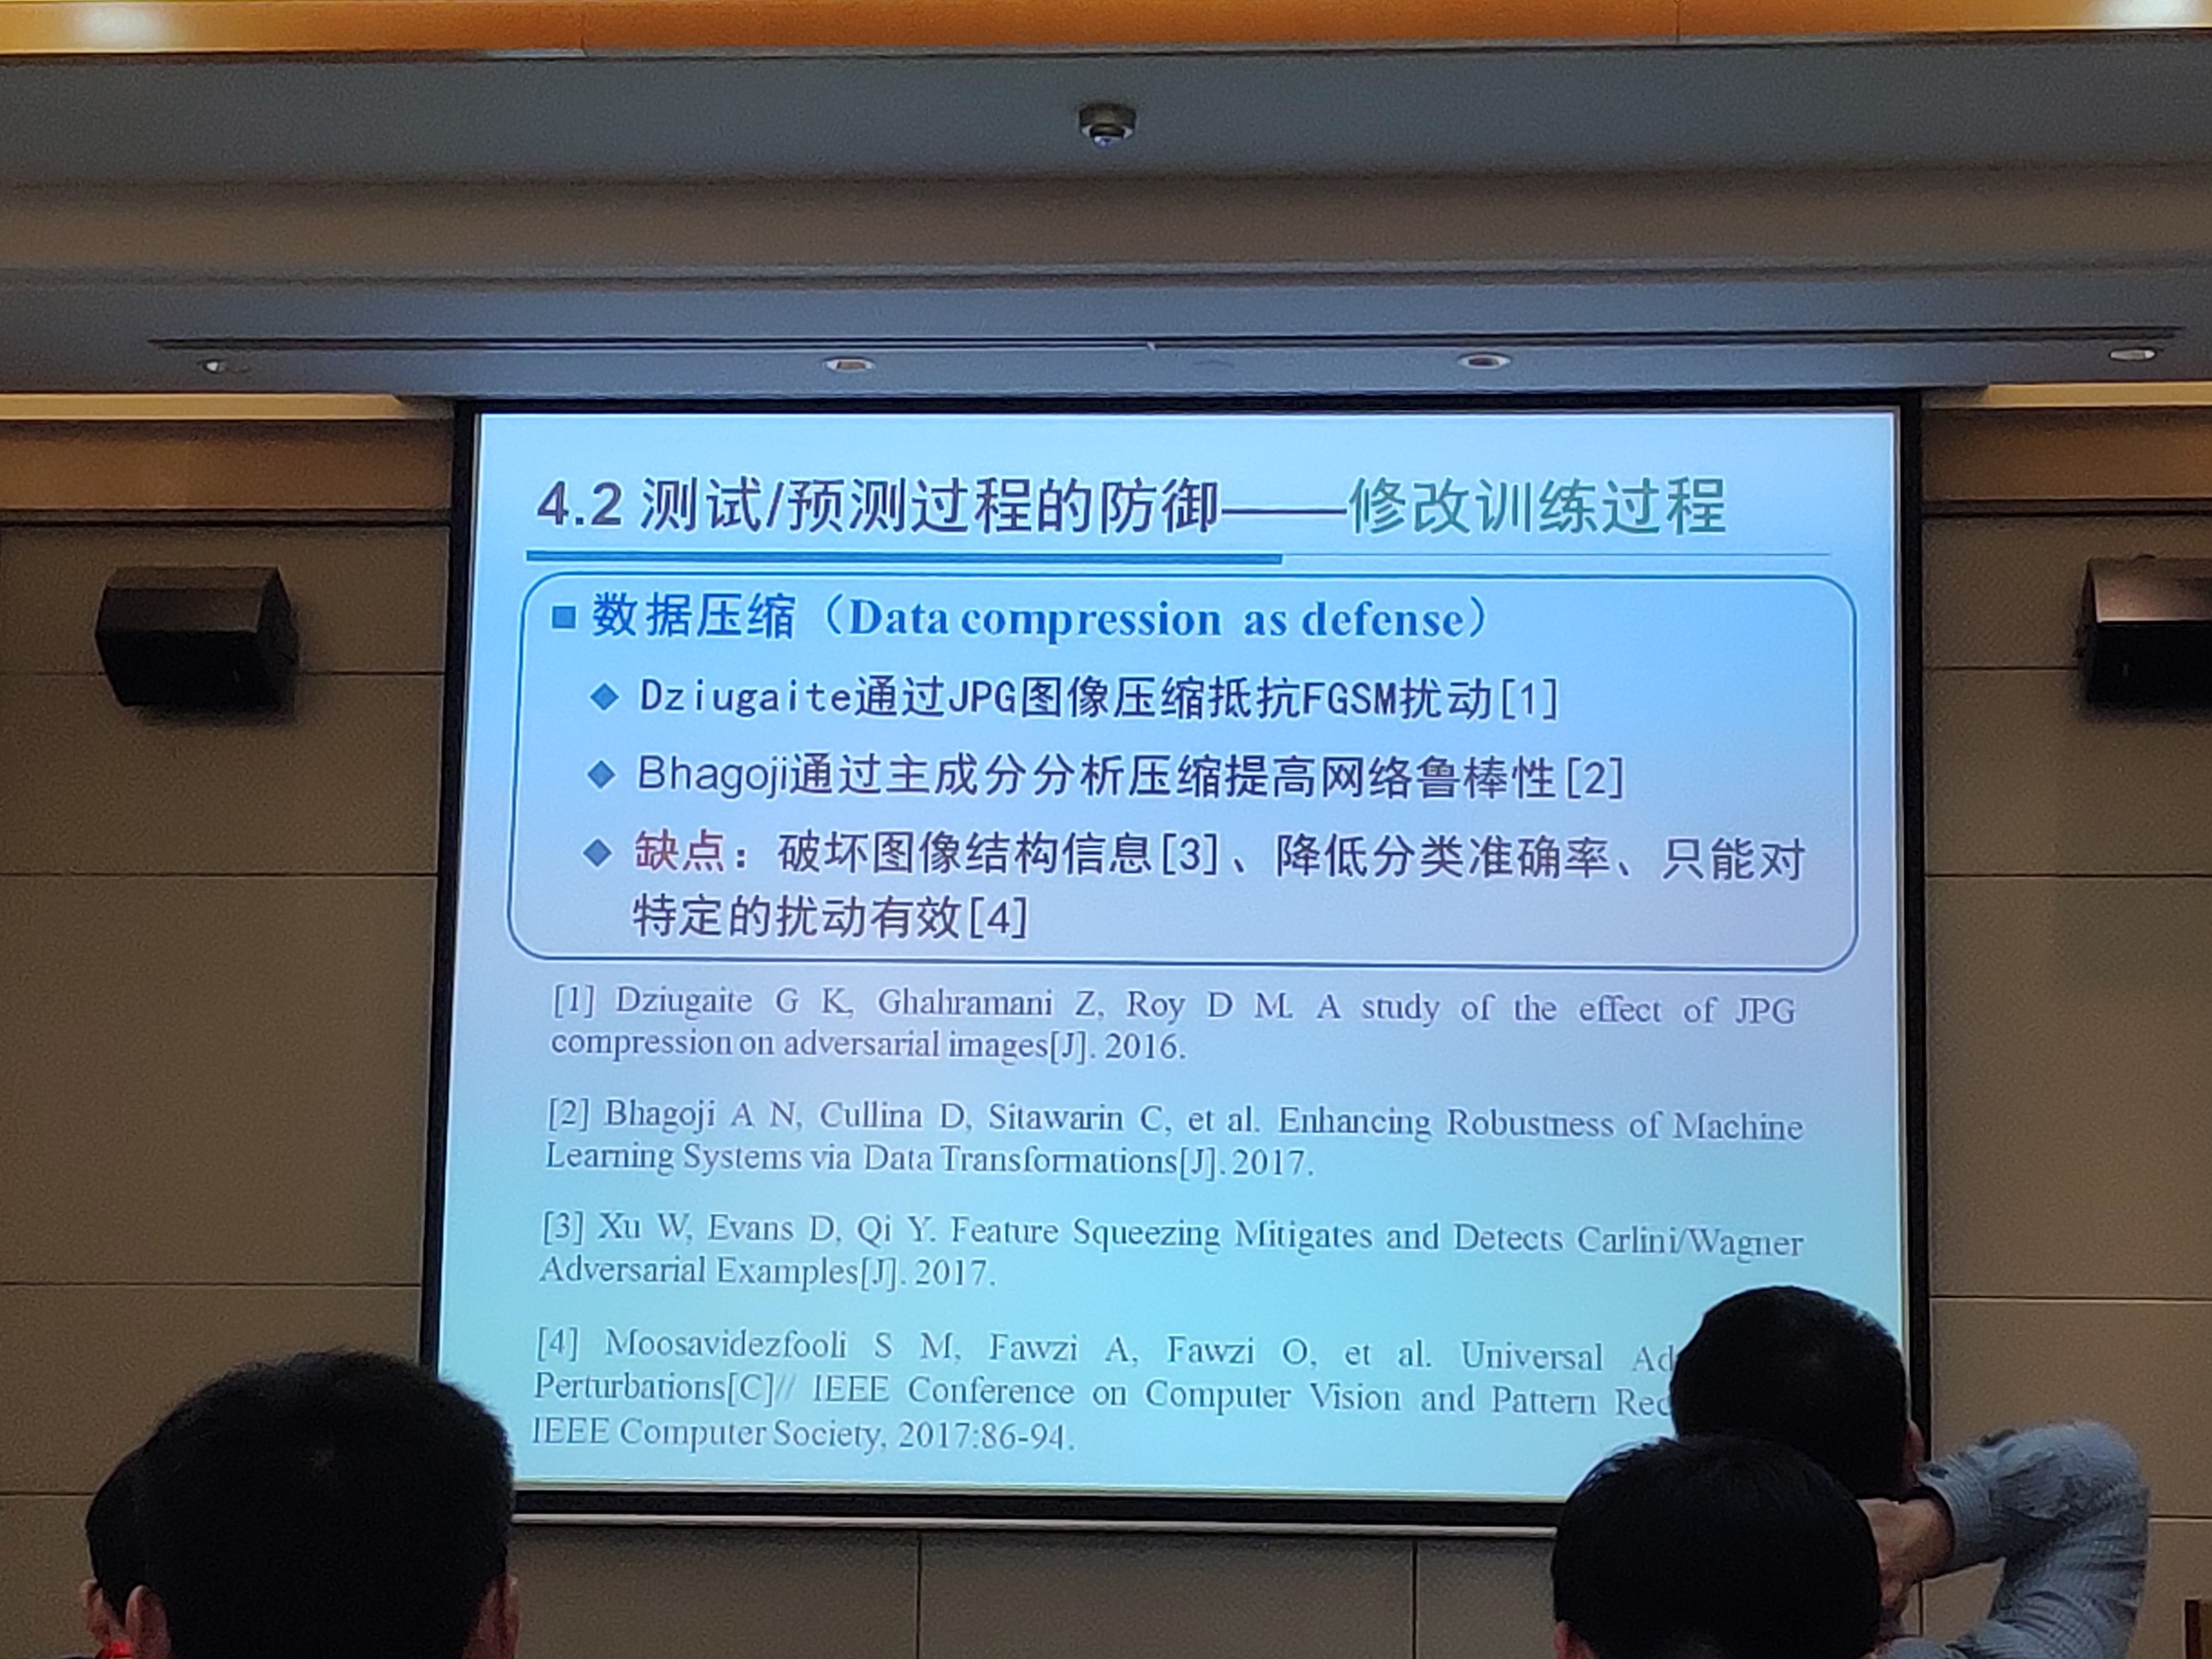 4.2 测试/预测过程的防御——修改训练过程
数据压缩（Data compression as defense）
Dziugaite通过JPG图像压缩抵抗FGSM扰动[1]
Bhagoji通过主成分分析压缩提高网络鲁棒性[2]
缺点：破坏图像结构信息[3]、降低分类准确率、只能对
特定的扰动有效[4]
[1] Dziugaite G K, Ghahramani Z, Roy D M. A study of the effect of JPG
compression on adversarial images[J]. 2016.
[2] Bhagoji A N, Cullina D, Sitawarin C, et al. Enhancing Robustness of Machine
Learning Systems via Data Transformations[J]. 2017.
[3] Xu W, Evans D, Qi Y. Feature Squeezing Mitigates and Detects Carlini/Wagner
Adversarial Examples[J]. 2017.
[4] Moosavidezfooli S M, Fawzi A, Fawzi O, et al. Universal
Perturbations[C]// IEEE Conference on Computer Vision and Pattern
IEEE Computer Society, 2017:86-94.